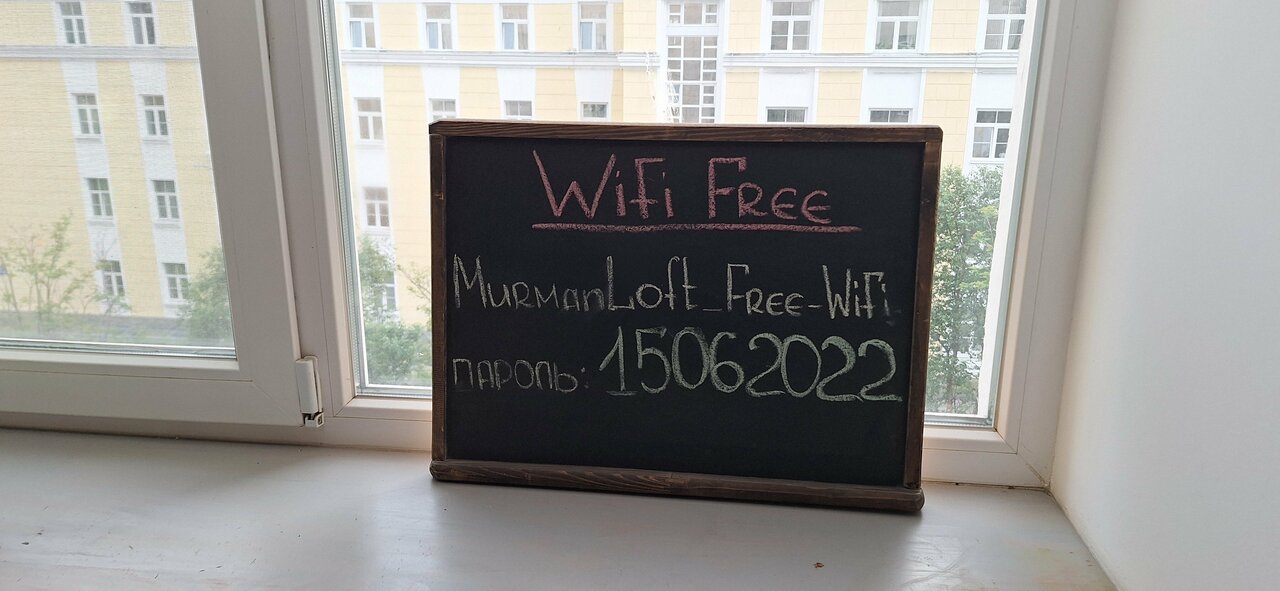 WiFi Free
MurmanLoft_Free-WiFi
пароль: 15062022